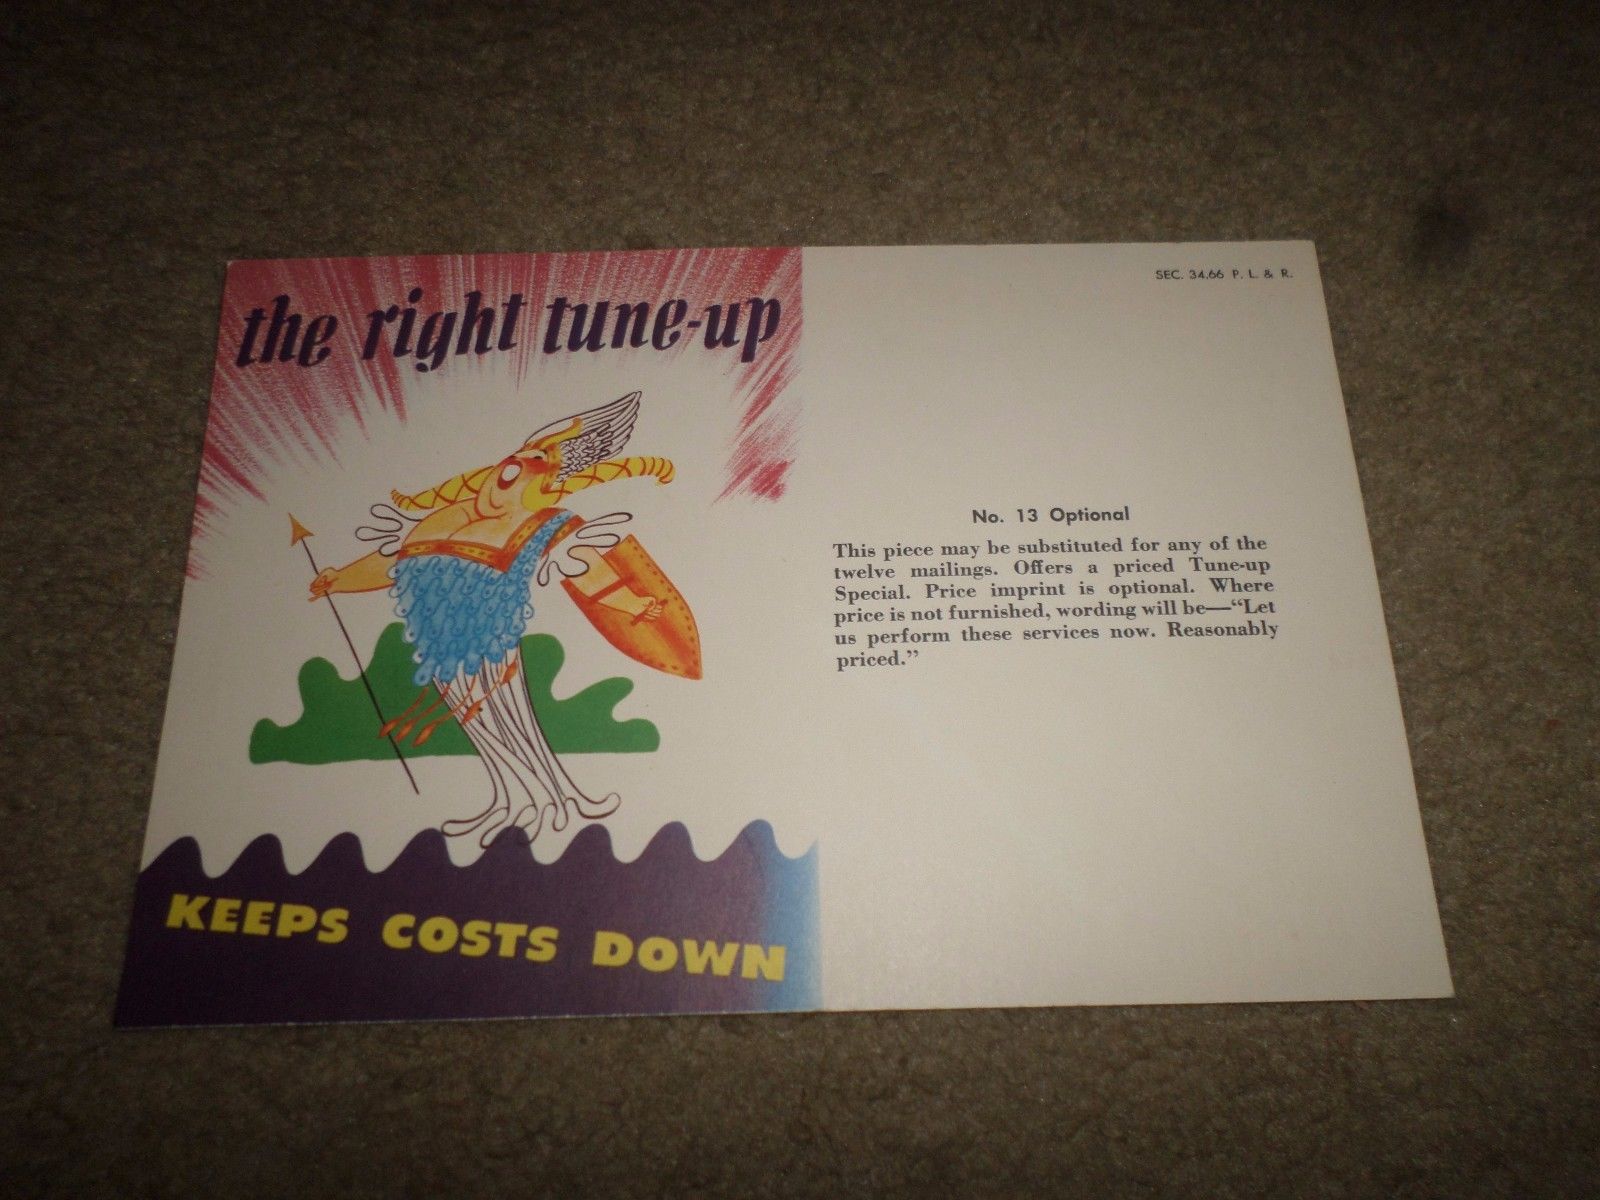 the right tune-up
KEEPS COSTS DOWN
SEC. 34.66 P. L. & R.
No. 13 Optional
This piece may be substituted for any of the
twelve mailings. Offers a priced Tune-up
Special. Price imprint is optional. Where
price is not furnished, wording will be—“Let
us perform these services now. Reasonably
priced.”